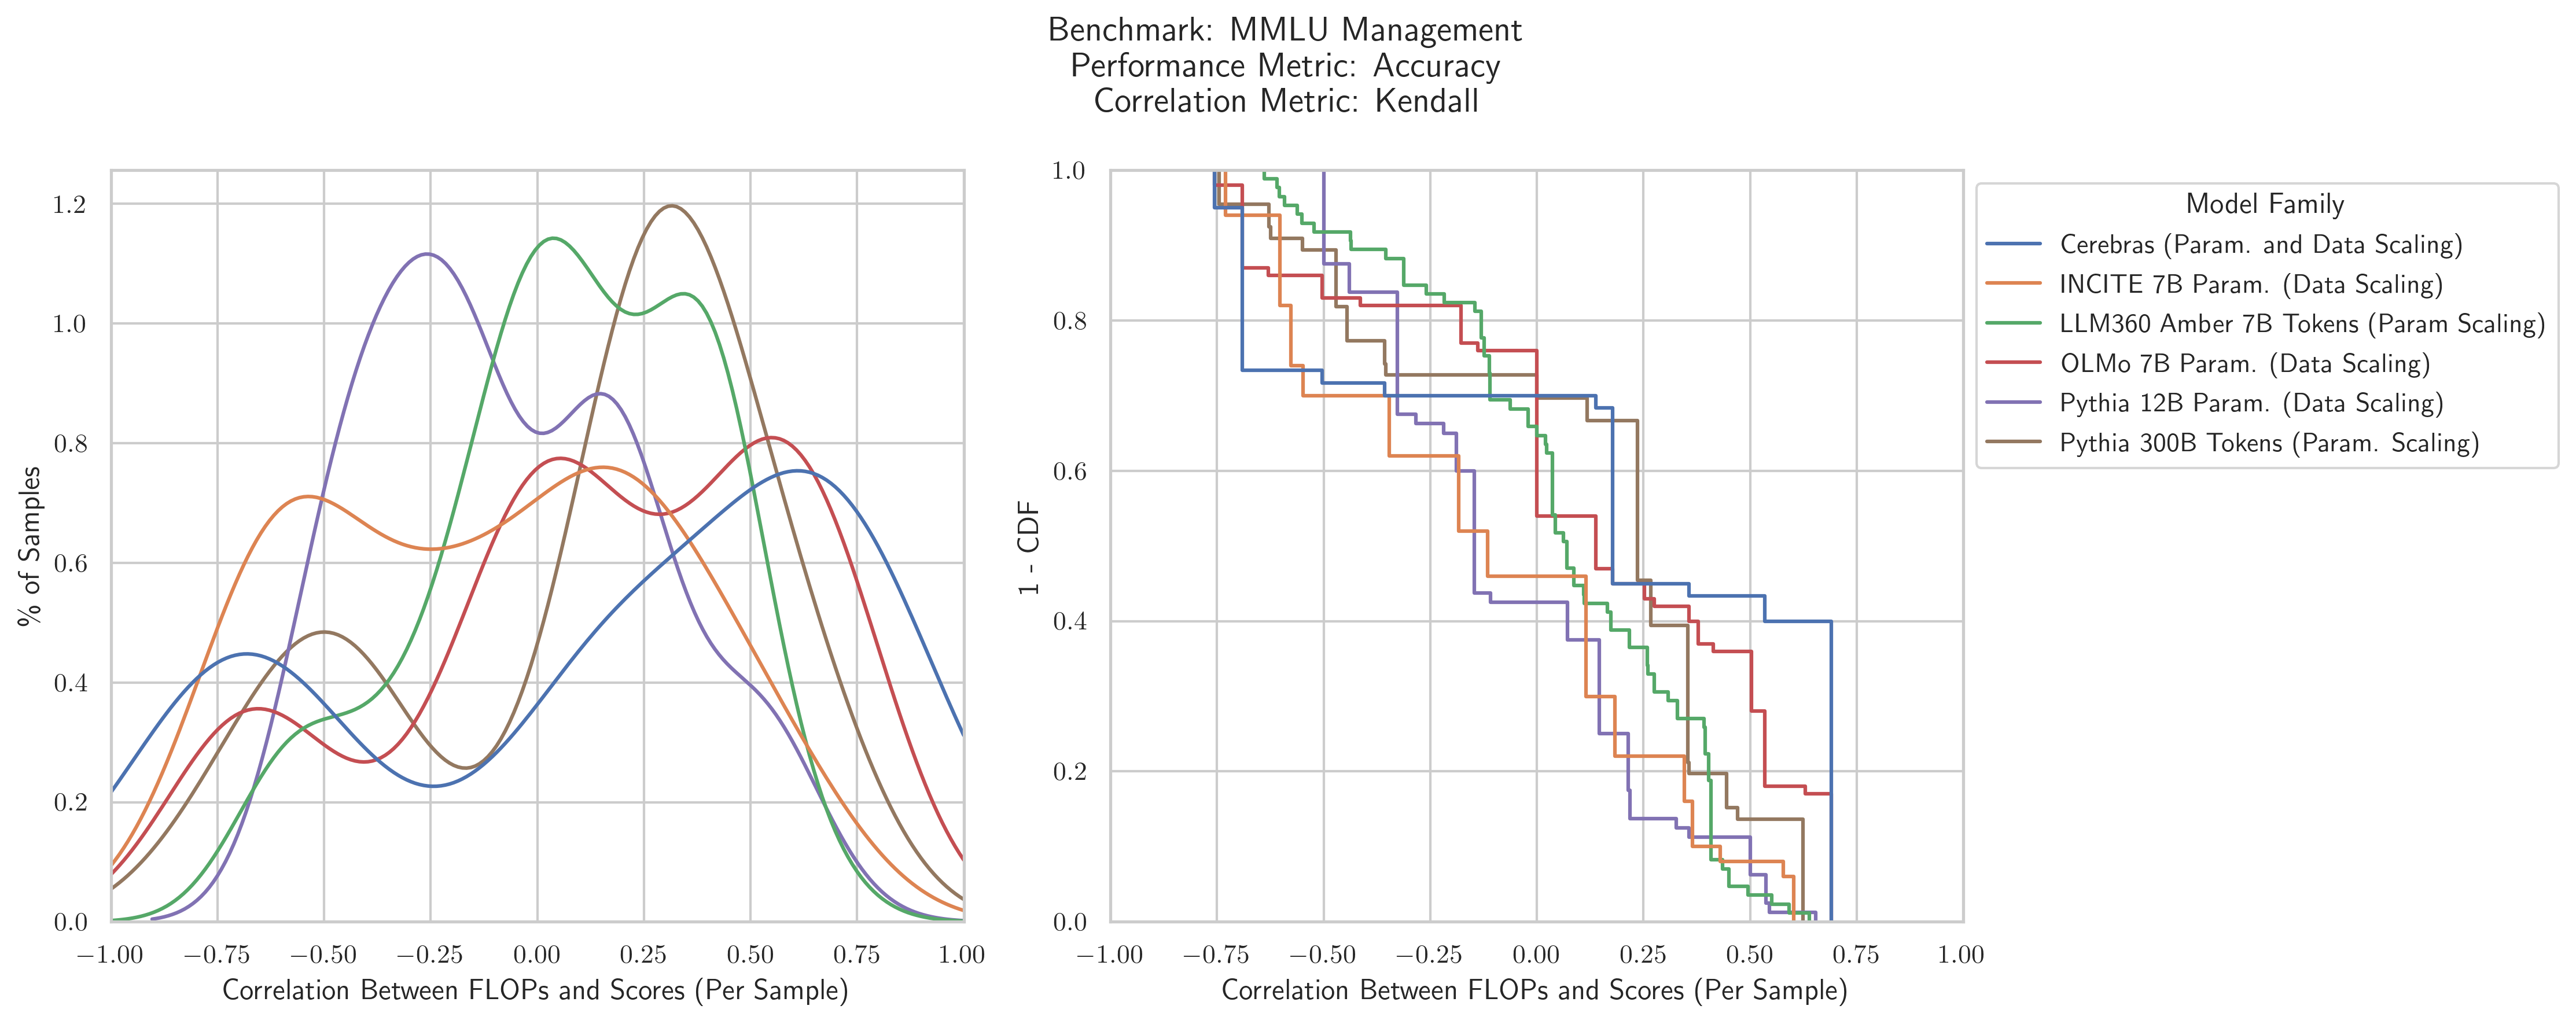 Benchmark: MMLU Management
Performance Metric: Accuracy
Correlation Metric: Kendall
% of Samples
1.2
1.0
0.8
0.6
0.4
0.2
0.0
−1.00 −0.75 −0.50 −0.25 0.00 0.25 0.50 0.75 1.00
Correlation Between FLOPs and Scores (Per Sample)
1 - CDF
1.0
0.8
0.6
0.4
0.2
0.0
−1.00 −0.75 −0.50 −0.25 0.00 0.25 0.50 0.75 1.00
Correlation Between FLOPs and Scores (Per Sample)
Model Family
Cerebras (Param. and Data Scaling)
INCITE 7B Param. (Data Scaling)
LLM360 Amber 7B Tokens (Param Scaling)
OLMo 7B Param. (Data Scaling)
Pythia 12B Param. (Data Scaling)
Pythia 300B Tokens (Param. Scaling)